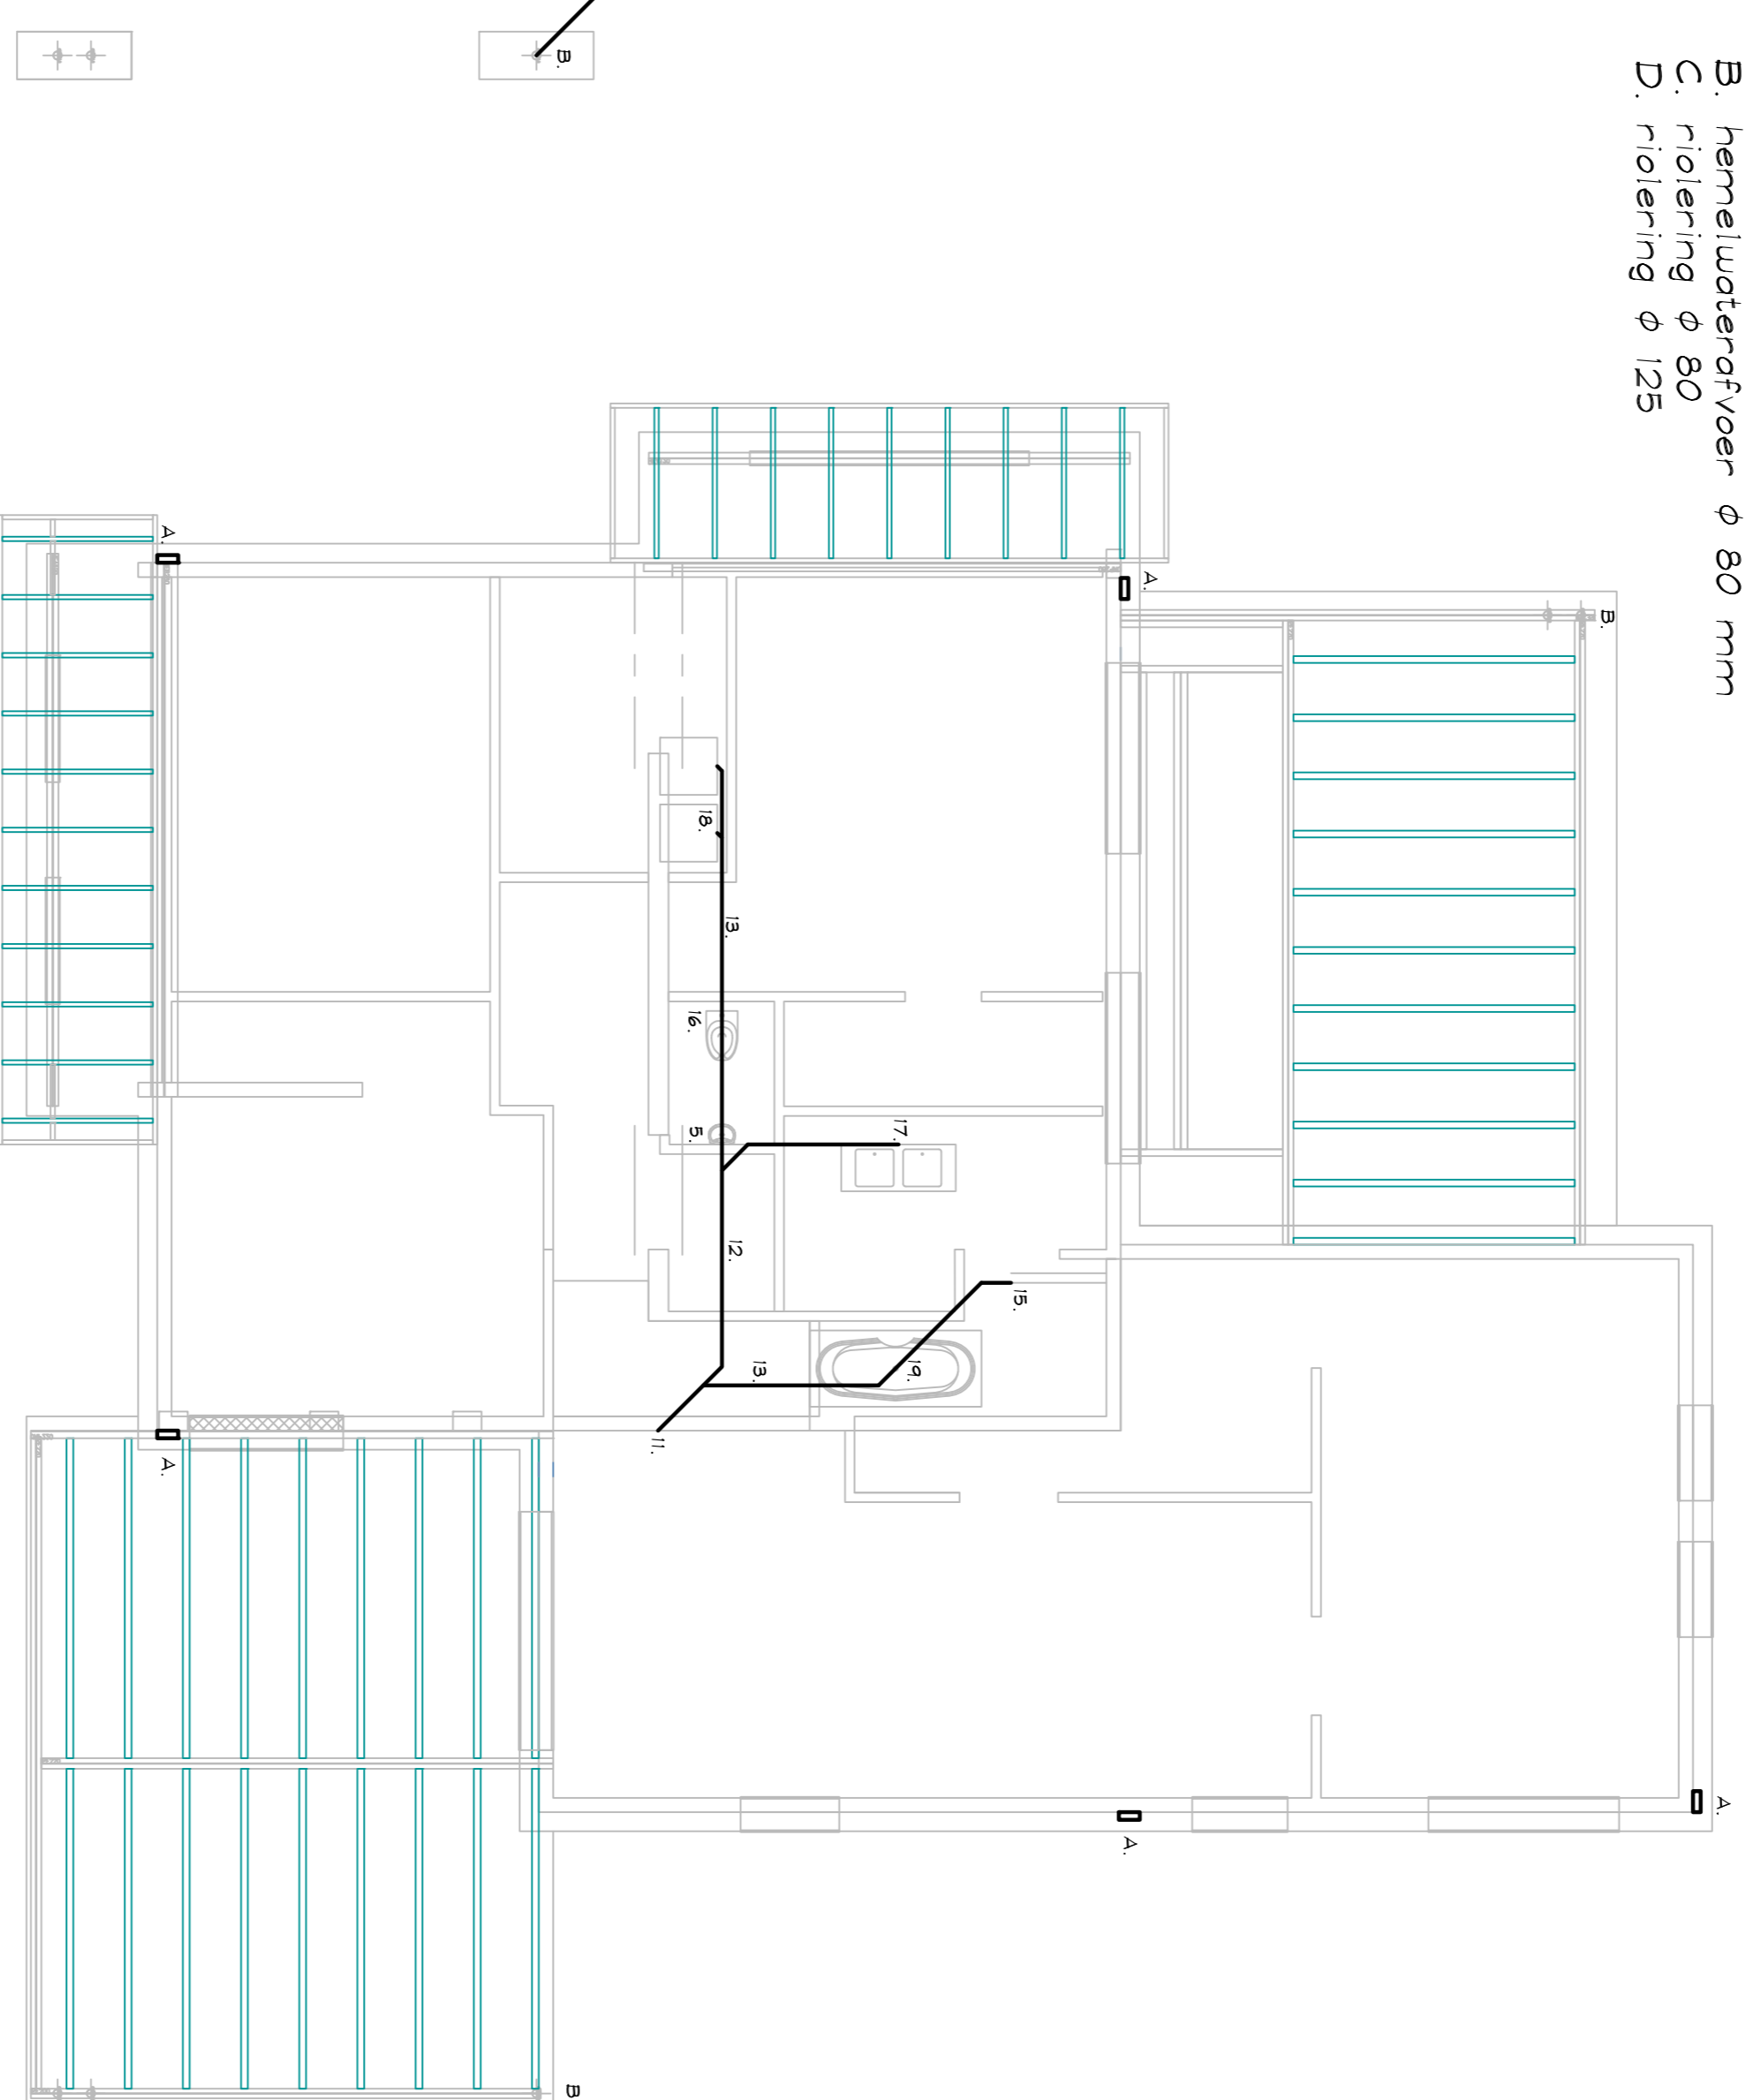 B. hemelwaterafvoer ϕ 80 mm
C. riolering ϕ 80
D. riolering ϕ 125
B.
A.
A.
B.
18.
13.
16.
5.
17.
12.
15.
13.
19.
11.
A.
A.
A.
B